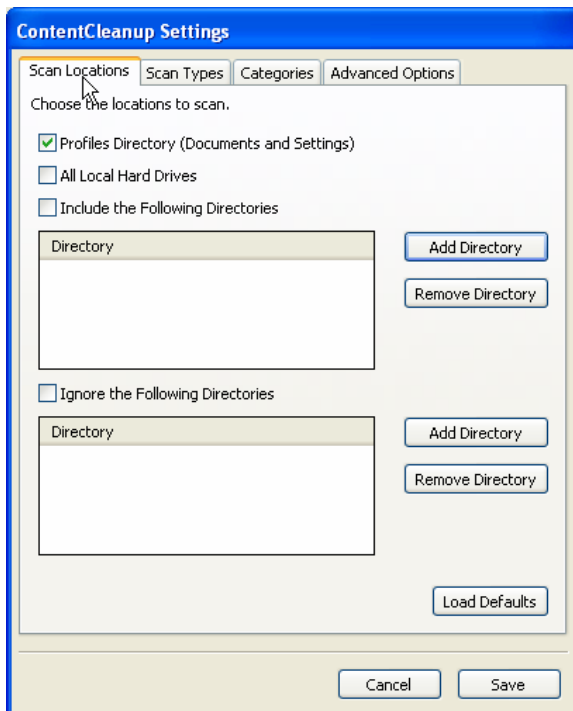 ContentCleanup Settings
Scan Locations Scan Types Categories Advanced Options
Choose the locations to scan.
Profiles Directory (Documents and Settings)
All Local Hard Drives
Include the Following Directories
Directory
Add Directory
Remove Directory
Ignore the Following Directories
Directory
Add Directory
Remove Directory
Load Defaults
Cancel Save